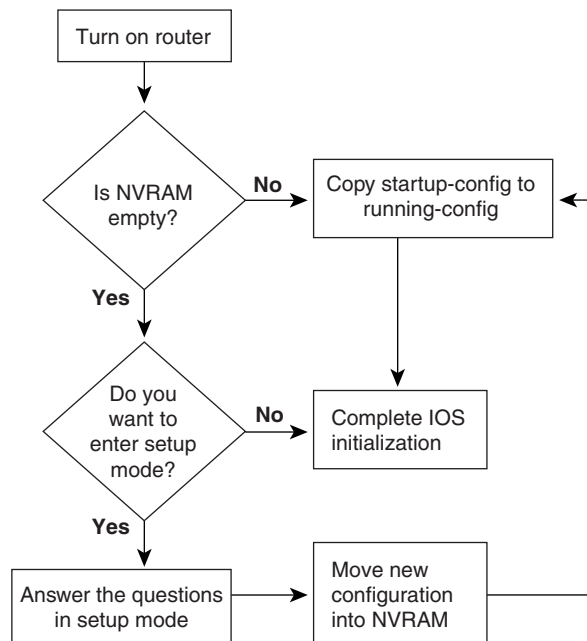 Turn on router
Is NVRAM
empty?
No
Copy startup-config to
running-config
Yes
Do you
want to
enter setup
mode?
No
Complete IOS
initialization
Yes
Answer the questions
in setup mode
Move new
configuration
into NVRAM